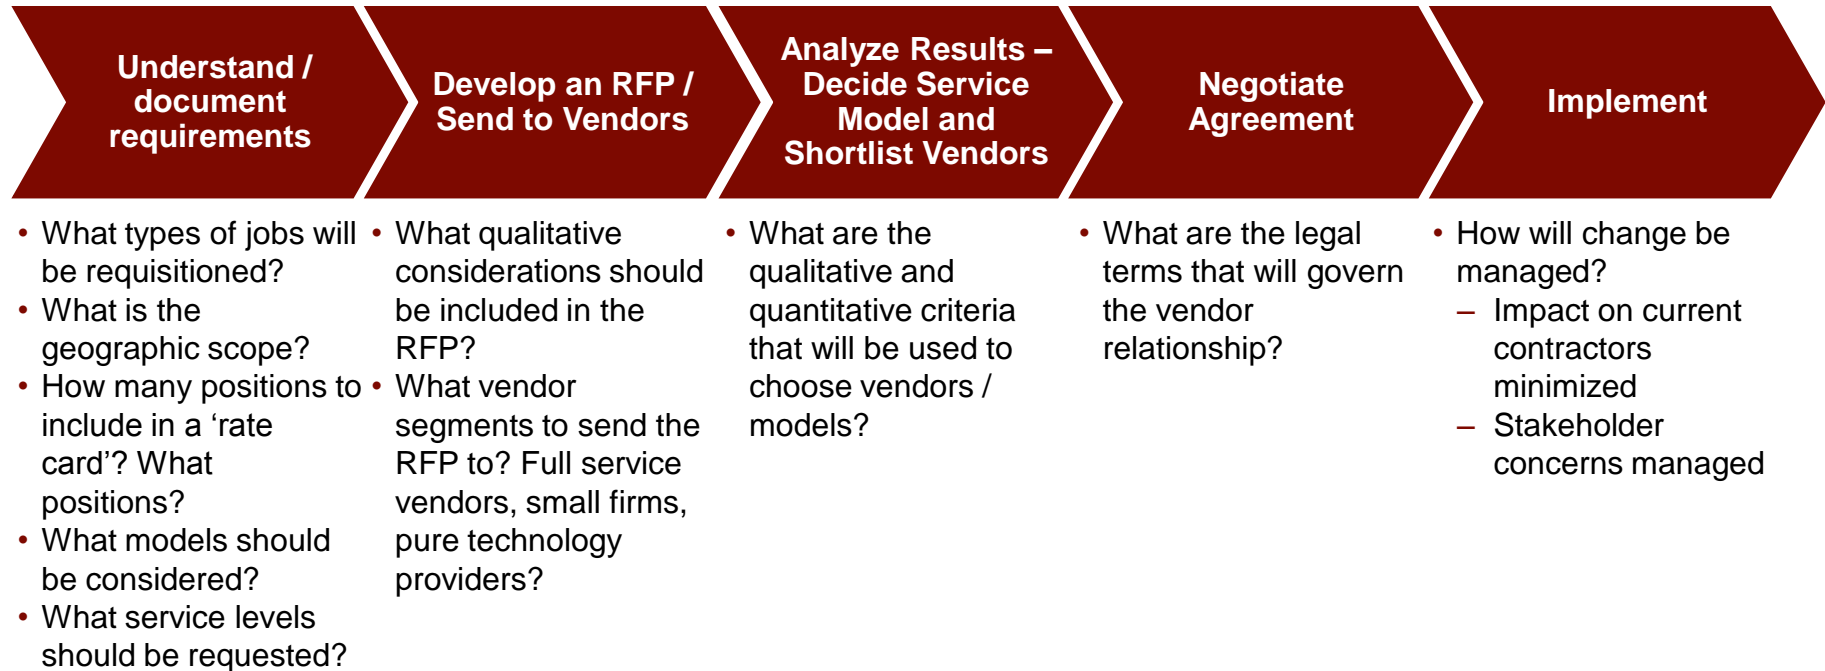 Understand /
document
requirements
Develop an RFP /
Send to Vendors
Analyze Results –
Decide Service
Model and
Shortlist Vendors
Negotiate
Agreement
Implement
• What types of jobs will
be requisitioned?
• What is the
geographic scope?
• How many positions to
include in a ‘rate
card’? What
positions?
• What models should
be considered?
• What service levels
should be requested?
• What qualitative
considerations should
be included in the
RFP?
• What vendor
segments to send the
RFP to? Full service
vendors, small firms,
pure technology
providers?
• What are the
qualitative and
quantitative criteria
that will be used to
choose vendors /
models?
• What are the legal
terms that will govern
the vendor
relationship?
• How will change be
managed?
– Impact on current
contractors
minimized
– Stakeholder
concerns managed